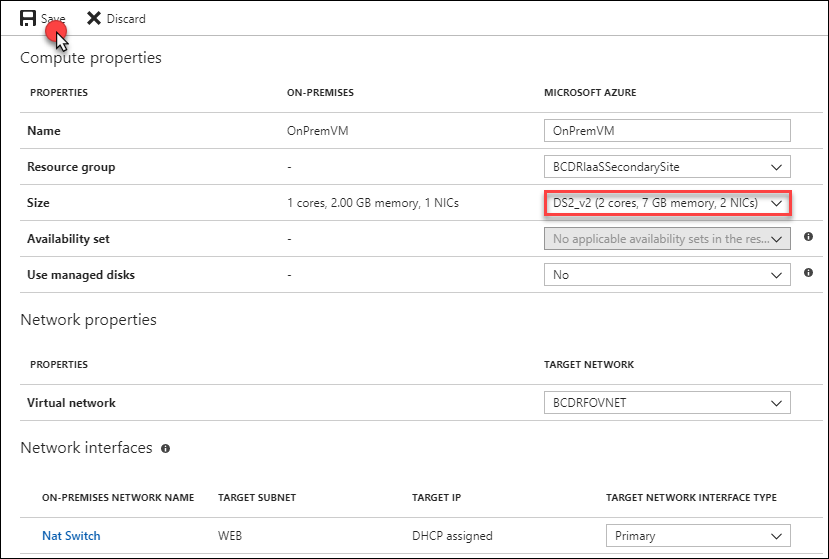 Save Discard
Compute properties
PROPERTIES ON-PREMISES MICROSOFT AZURE
Name OnPremVM OnPremVM
Resource group - BCDRIaaSSecondarySite
Size 1 cores, 2.00 GB memory, 1 NICs DS2_v2 (2 cores, 7 GB memory, 2 NICs)
Availability set - No applicable availability sets in the res...
Use managed disks - No
Network properties
PROPERTIES TARGET NETWORK
Virtual network BCDRFOVNET
Network interfaces
ON-PREMISES NETWORK NAME TARGET SUBNET TARGET IP TARGET NETWORK INTERFACE TYPE
Nat Switch WEB DHCP assigned Primary